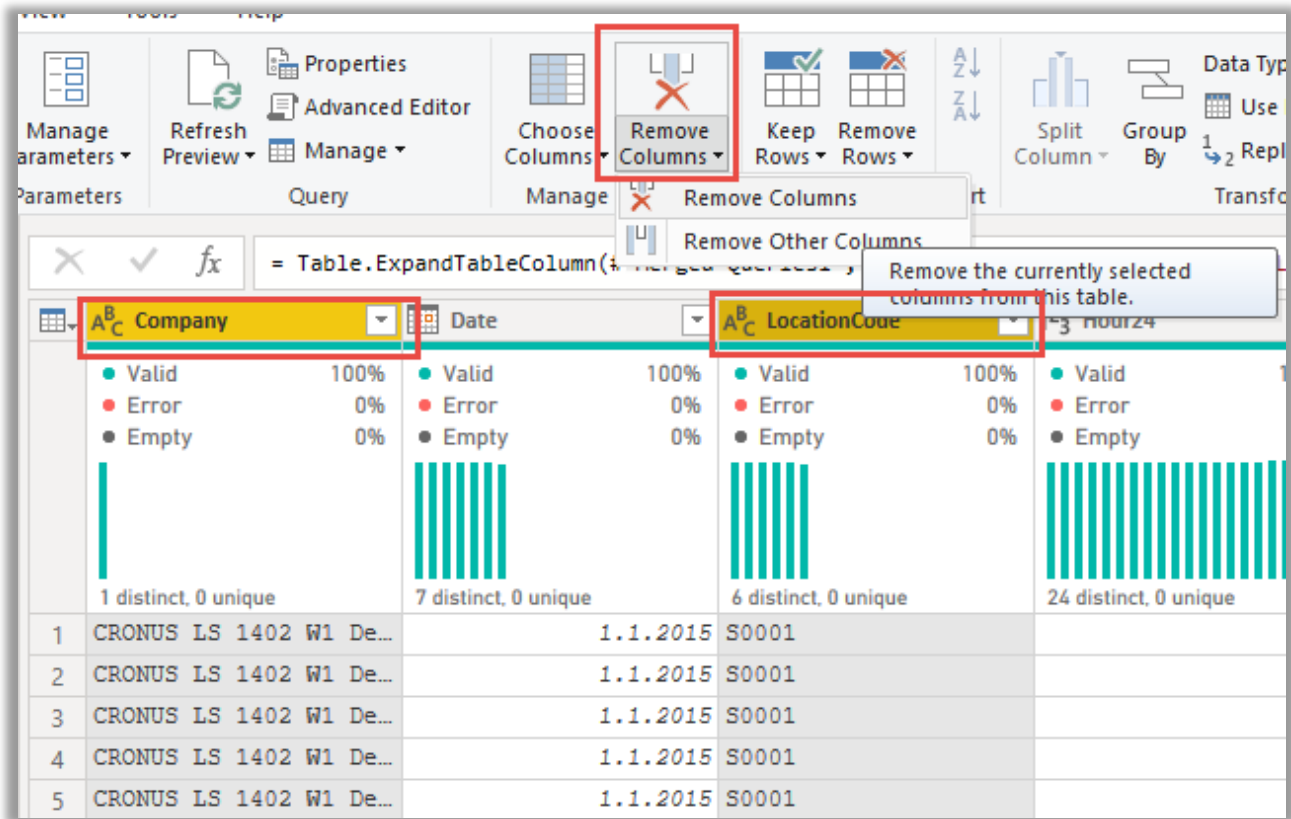 View Tools Help
Manage
arameters
Parameters
Refresh
Preview
Properties
Advanced Editor
Manage
Query
Choose
Columns
Remove
Columns
Manage
Keep
Rows
Remove
Rows
rt
Split
Column
Group
By
Data Typ
Use
Repl
Transfo
Remove Columns
Remove Other Columns
Remove the currently selected
columns from this table.
fx = Table.ExpandTableColumn(#"Merged Queries1",
Company Date LocationCode Hour24
Valid 100% Valid 100% Valid 100% Valid 1
Error 0% Error 0% Error 0% Error
Empty 0% Empty 0% Empty 0% Empty
1 distinct, 0 unique 7 distinct, 0 unique 6 distinct, 0 unique 24 distinct, 0 unique
1 CRONUS LS 1402 W1 De… 1.1.2015 S0001
2 CRONUS LS 1402 W1 De… 1.1.2015 S0001
3 CRONUS LS 1402 W1 De… 1.1.2015 S0001
4 CRONUS LS 1402 W1 De… 1.1.2015 S0001
5 CRONUS LS 1402 W1 De… 1.1.2015 S0001